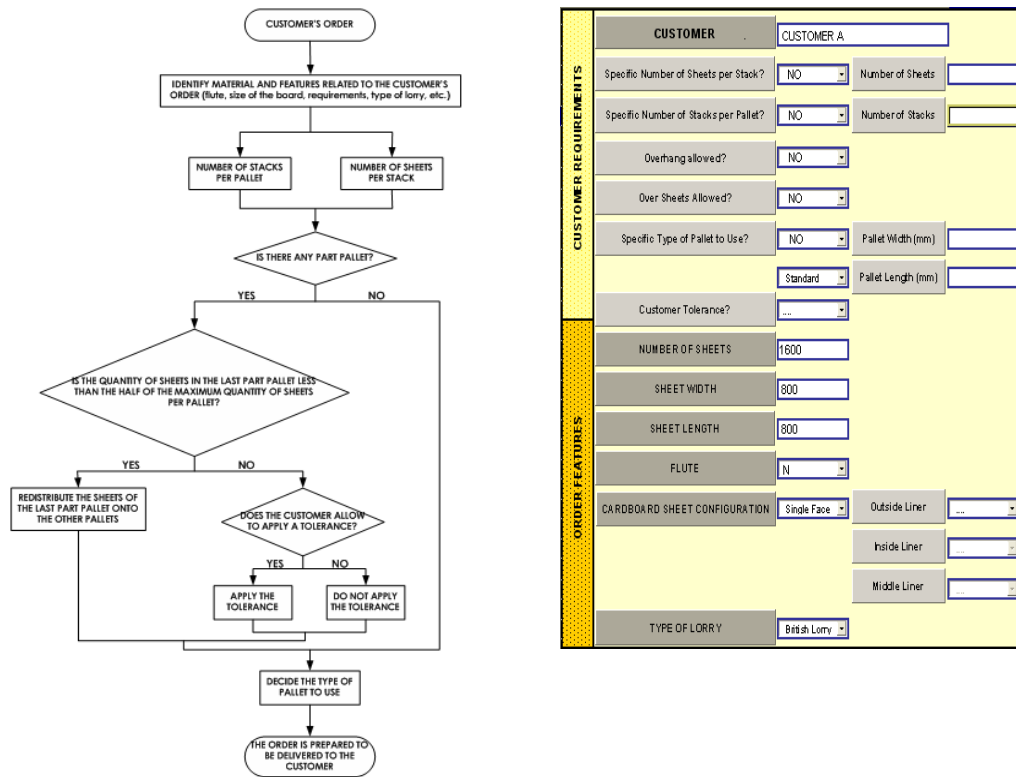 CUSTOMER'S ORDER
IDENTIFY MATERIAL AND FEATURES RELATED TO THE CUSTOMER'S
ORDER (flute, size of the board, requirements, type of lorry, etc.)
NUMBER OF STACKS
PER PALLET
NUMBER OF SHEETS
PER STACK
IS THERE ANY PART PALLET?
YES
NO
IS THE QUANTITY OF SHEETS IN THE LAST PART PALLET LESS
THAN THE HALF OF THE MAXIMUM QUANTITY OF SHEETS
PER PALLET?
YES
NO
REDISTRIBUTE THE SHEETS OF
THE LAST PART PALLET ONTO
THE OTHER PALLETS
DOES THE CUSTOMER ALLOW
TO APPLY A TOLERANCE?
YES
NO
APPLY THE
TOLERANCE
DO NOT APPLY
THE TOLERANCE
DECIDE THE TYPE OF
PALLET TO USE
THE ORDER IS PREPARED TO
BE DELIVERED TO THE
CUSTOMER
CUSTOMER REQUIREMENTS
CUSTOMER .
CUSTOMER A
Specific Number of Sheets per Stack?
NO
Number of Sheets
Specific Number of Stacks per Pallet?
NO
Number of Stacks
Overhang allowed?
NO
Over Sheets Allowed?
NO
Specific Type of Pallet to Use?
NO
Pallet Width (mm)
Standard
Pallet Length (mm)
Customer Tolerance?
....
ORDER FEATURES
NUMBER OF SHEETS
1600
SHEET WIDTH
800
SHEET LENGTH
800
FLUTE
N
CARDBOARD SHEET CONFIGURATION
Single Face
Outside Liner
....
Inside Liner
....
Middle Liner
....
TYPE OF LORRY
British Lorry